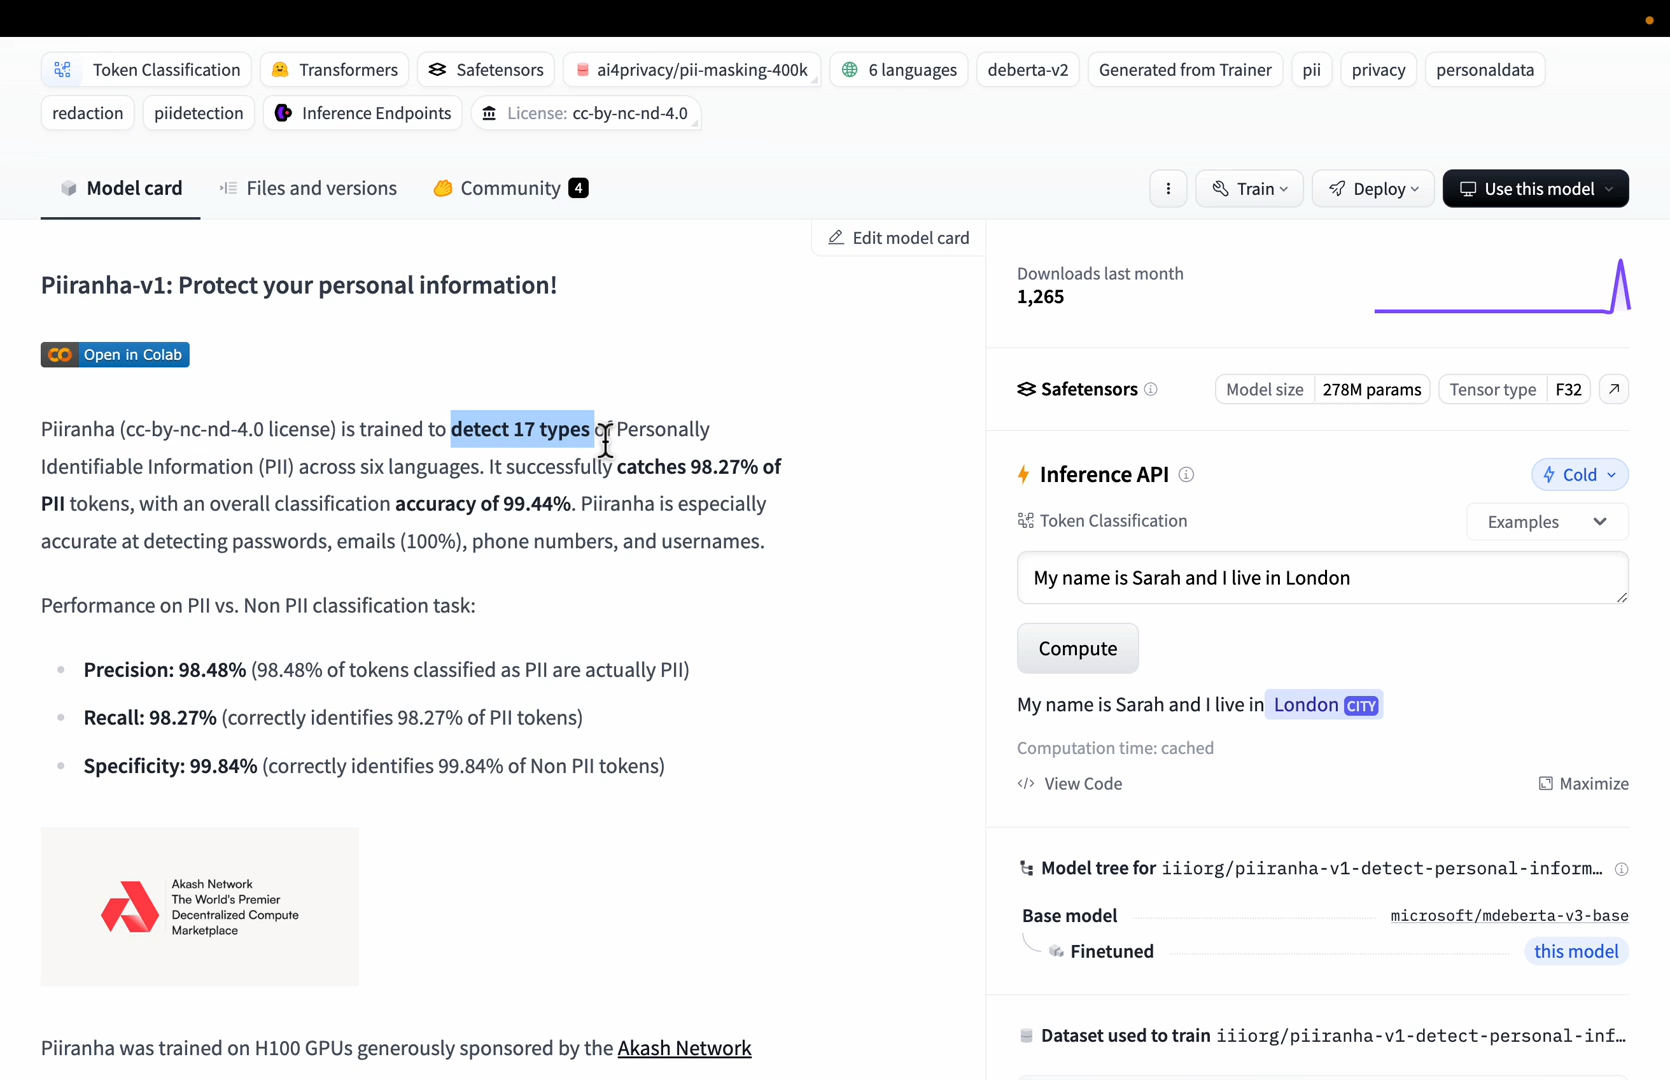 Token Classification Transformers Safetensors ai4privacy/pii-masking-400k 6 languages deberta-v2 Generated from Trainer pii privacy personaldata
redaction piidetection Inference Endpoints License: cc-by-nc-nd-4.0
Model card Files and versions Community 4 Train Deploy Use this model
Edit model card
Piiranha-v1: Protect your personal information!
Open in Colab
Piiranha (cc-by-nc-nd-4.0 license) is trained to detect 17 types of Personally
Identifiable Information (PII) across six languages. It successfully catches 98.27% of
PII tokens, with an overall classification accuracy of 99.44%. Piiranha is especially
accurate at detecting passwords, emails (100%), phone numbers, and usernames.
Performance on PII vs. Non PII classification task:
Precision: 98.48% (98.48% of tokens classified as PII are actually PII)
Recall: 98.27% (correctly identifies 98.27% of PII tokens)
Specificity: 99.84% (correctly identifies 99.84% of Non PII tokens)
Akash Network
The World's Premier
Decentralized Compute
Marketplace
Piiranha was trained on H100 GPUs generously sponsored by the Akash Network
Downloads last month
1,265
Safetensors Model size 278M params Tensor type F32
Inference API Cold
Token Classification Examples
My name is Sarah and I live in London
Compute
My name is Sarah and I live in London CITY
Computation time: cached
</> View Code Maximize
Model tree for iiiorg/piiranha-v1-detect-personal-inform…
Base model microsoft/mdeberta-v3-base
Finetuned this model
Dataset used to train iiiorg/piiranha-v1-detect-personal-inf…